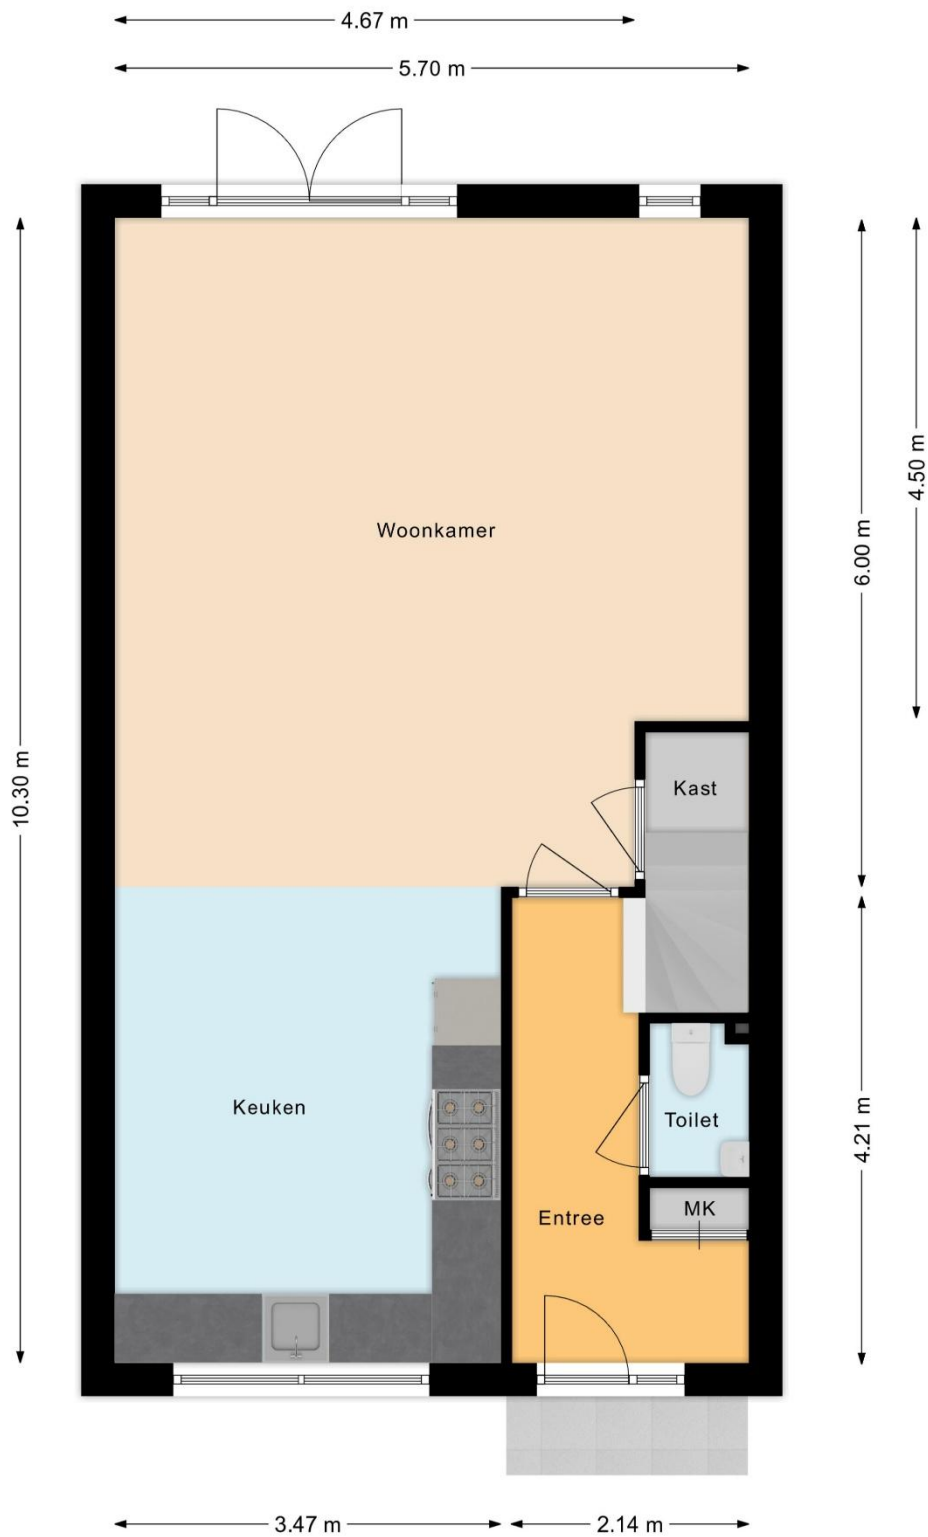 4.67 m
5.70 m
4.50 m
Woonkamer
6.00 m
10.30 m
Kast
Keuken
Toilet
4.21 m
MK
Entree
3.47 m
2.14 m